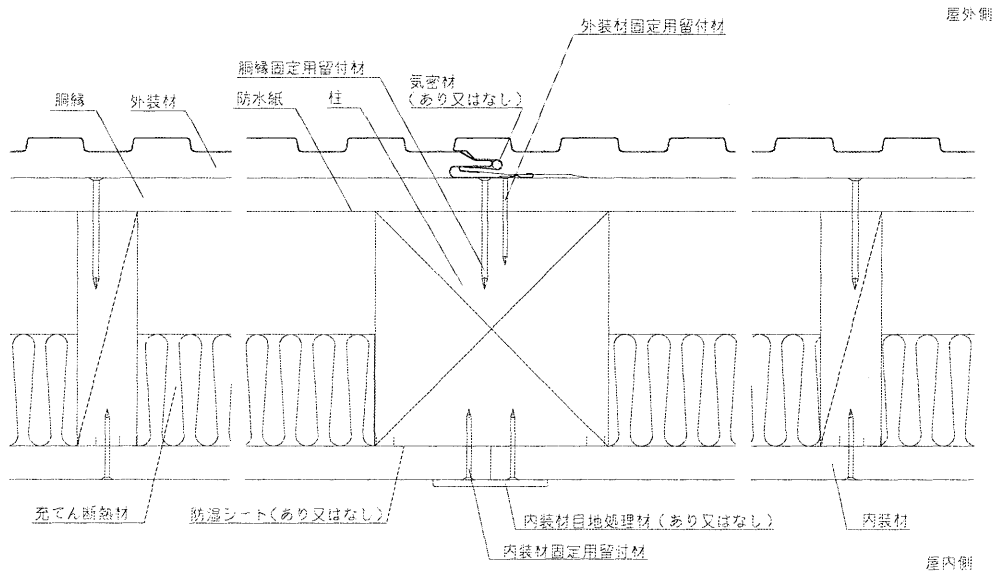 屋外側
外装材固定用留付材
胴縁固定用留付材
気密材
(あり又はなし)
胴縁
外装材
防水紙
柱
充てん断熱材
防湿シート(あり又はなし)
内装材目地処理材(あり又はなし)
内装材
内装材固定用留付材
屋内側